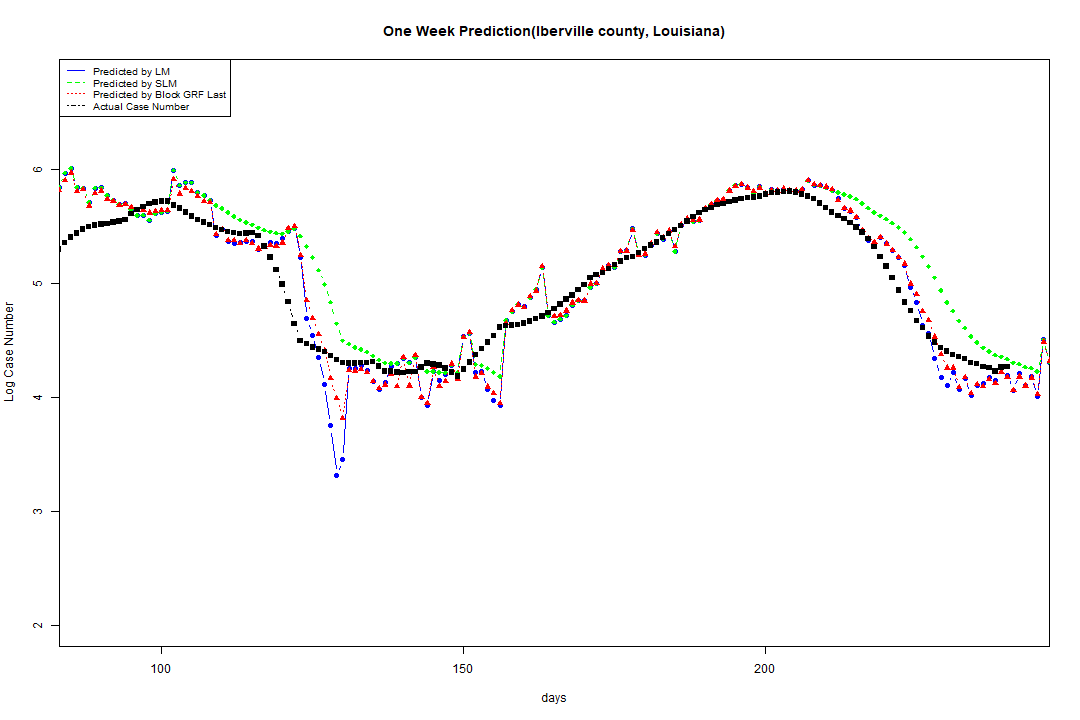 One Week Prediction(Iberville county, Louisiana)
Predicted by LM
Predicted by SLM
Predicted by Block GRF Last
Actual Case Number
6
5
4
3
2
Log Case Number
100 150 200
days